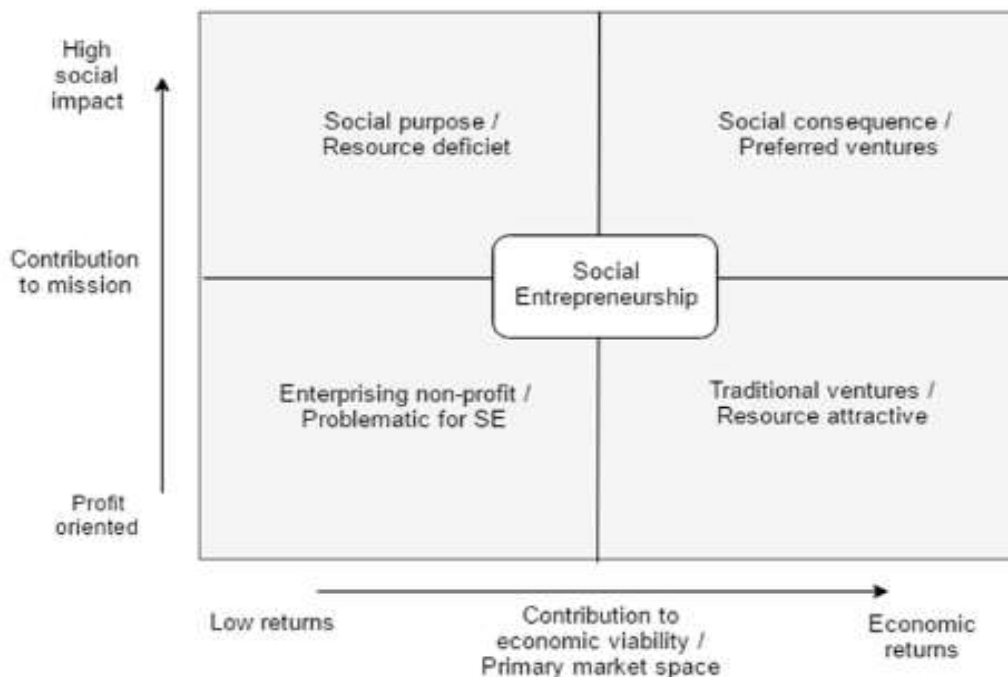 High
social
impact
Social purpose /
Resource deficiet
Social consequence /
Preferred ventures
Contribution
to mission
Social
Entrepreneurship
Enterprising non-profit /
Problematic for SE
Traditional ventures /
Resource attractive
Profit
oriented
Low returns
Contribution to
economic viability /
Primary market space
Economic
returns